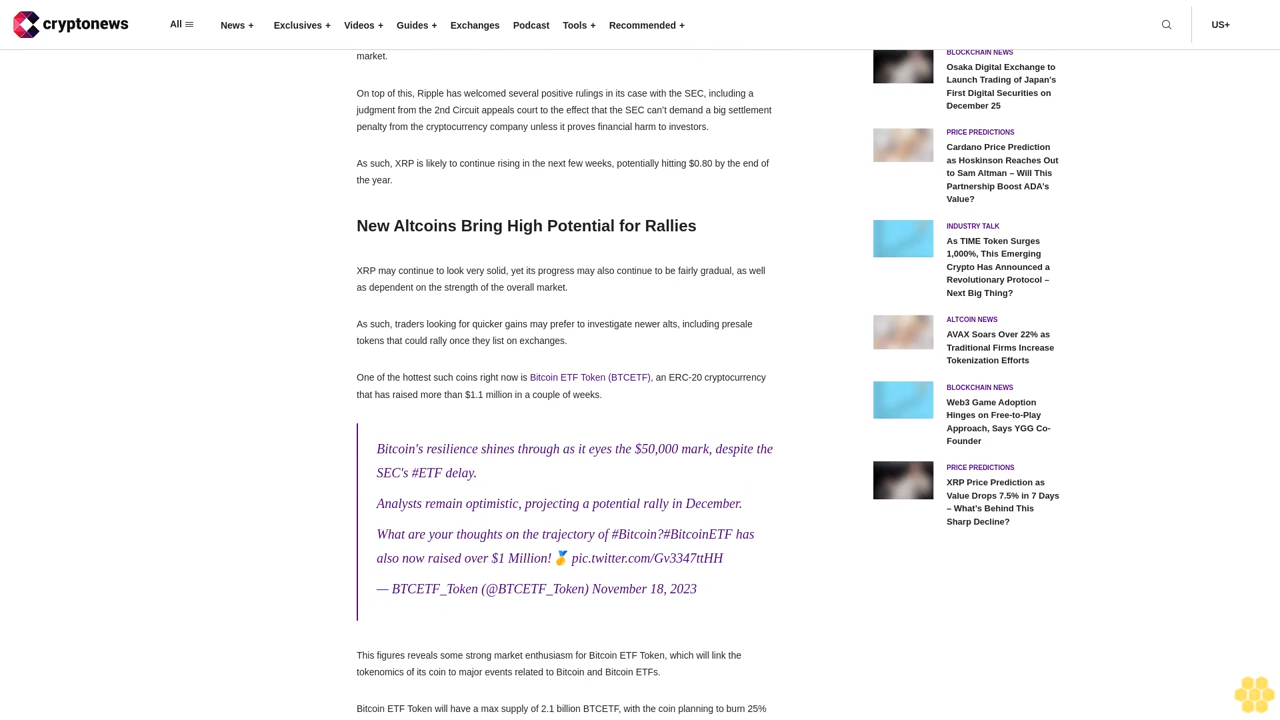 cryptonews
All
News +
Exclusives +
Videos +
Guides +
Exchanges
Podcast
Tools +
Recommended +
US+
market.
On top of this, Ripple has welcomed several positive rulings in its case with the SEC, including a
judgment from the 2nd Circuit appeals court to the effect that the SEC can’t demand a big settlement
penalty from the cryptocurrency company unless it proves financial harm to investors.
As such, XRP is likely to continue rising in the next few weeks, potentially hitting $0.80 by the end of
the year.
New Altcoins Bring High Potential for Rallies
XRP may continue to look very solid, yet its progress may also continue to be fairly gradual, as well
as dependent on the strength of the overall market.
As such, traders looking for quicker gains may prefer to investigate newer alts, including presale
tokens that could rally once they list on exchanges.
One of the hottest such coins right now is Bitcoin ETF Token (BTCETF), an ERC-20 cryptocurrency
that has raised more than $1.1 million in a couple of weeks.
Bitcoin's resilience shines through as it eyes the $50,000 mark, despite the
SEC's #ETF delay.
Analysts remain optimistic, projecting a potential rally in December.
What are your thoughts on the trajectory of #Bitcoin?#BitcoinETF has
also now raised over $1 Million!🥇 pic.twitter.com/Gv3347ttHH
— BTCETF_Token (@BTCETF_Token) November 18, 2023
This figures reveals some strong market enthusiasm for Bitcoin ETF Token, which will link the
tokenomics of its coin to major events related to Bitcoin and Bitcoin ETFs.
Bitcoin ETF Token will have a max supply of 2.1 billion BTCETF, with the coin planning to burn 25%
BLOCKCHAIN NEWS
Osaka Digital Exchange to
Launch Trading of Japan’s
First Digital Securities on
December 25
PRICE PREDICTIONS
Cardano Price Prediction
as Hoskinson Reaches Out
to Sam Altman – Will This
Partnership Boost ADA’s
Value?
INDUSTRY TALK
As TIME Token Surges
1,000%, This Emerging
Crypto Has Announced a
Revolutionary Protocol –
Next Big Thing?
ALTCOIN NEWS
AVAX Soars Over 22% as
Traditional Firms Increase
Tokenization Efforts
BLOCKCHAIN NEWS
Web3 Game Adoption
Hinges on Free-to-Play
Approach, Says YGG Co-
Founder
PRICE PREDICTIONS
XRP Price Prediction as
Value Drops 7.5% in 7 Days
– What’s Behind This
Sharp Decline?